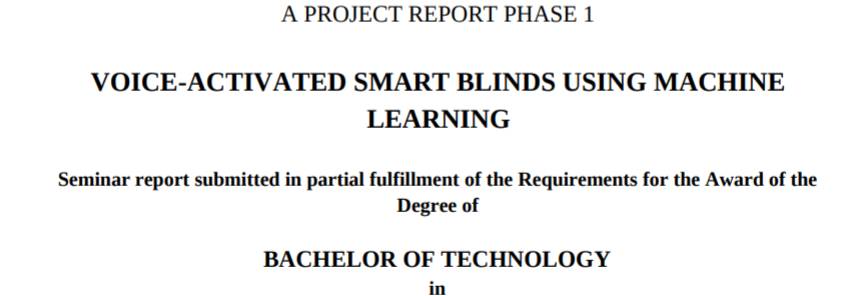 A PROJECT REPORT PHASE 1
VOICE-ACTIVATED SMART BLINDS USING MACHINE
LEARNING
Seminar report submitted in partial fulfillment of the Requirements for the Award of the
Degree of
BACHELOR OF TECHNOLOGY
in